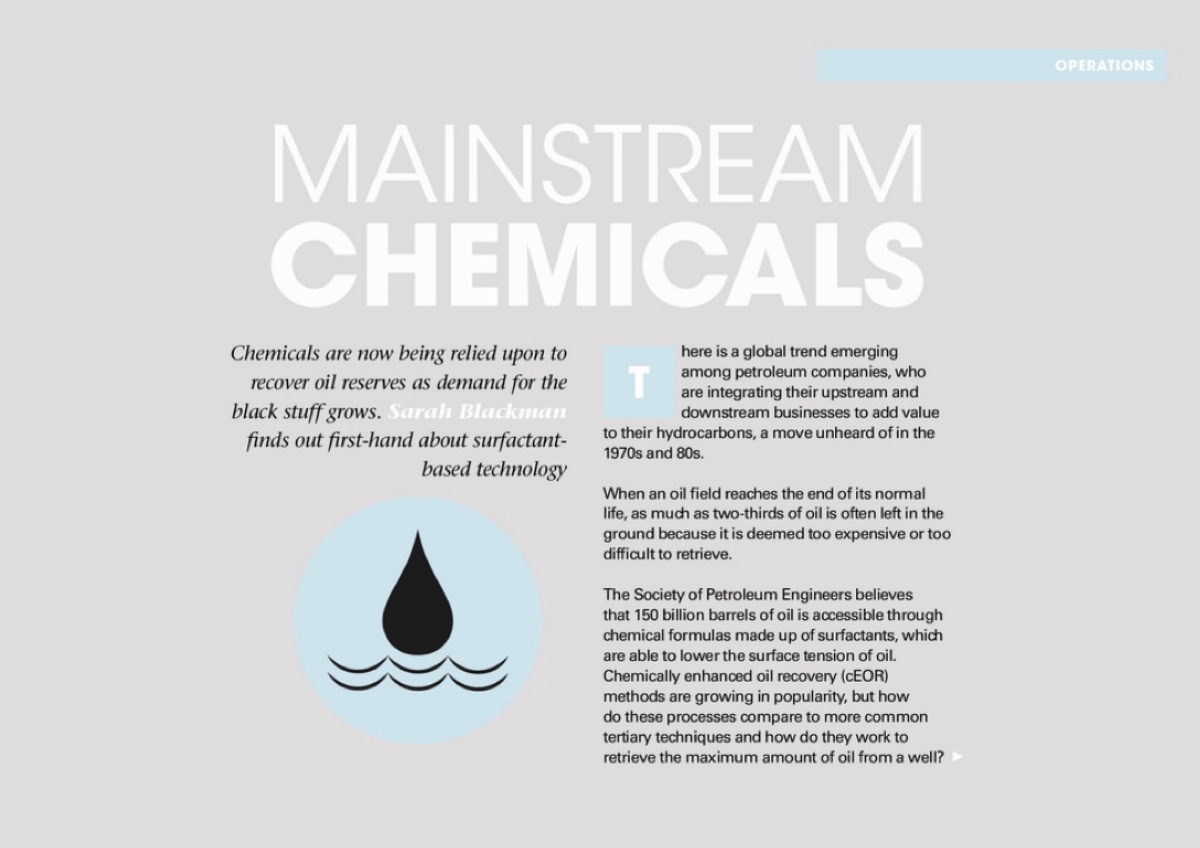 OPERATIONS
MAINSTREAM
CHEMICALS
Chemicals are now being relied upon to
recover oil reserves as demand for the
black stuff grows. Sarah Blackman
finds out first-hand about surfactant-
based technology
There is a global trend emerging
among petroleum companies, who
are integrating their upstream and
downstream businesses to add value
to their hydrocarbons, a move unheard of in the
1970s and 80s.
When an oil field reaches the end of its normal
life, as much as two-thirds of oil is often left in the
ground because it is deemed too expensive or too
difficult to retrieve.
The Society of Petroleum Engineers believes
that 150 billion barrels of oil is accessible through
chemical formulas made up of surfactants, which
are able to lower the surface tension of oil.
Chemically enhanced oil recovery (cEOR)
methods are growing in popularity, but how
do these processes compare to more common
tertiary techniques and how do they work to
retrieve the maximum amount of oil from a well?